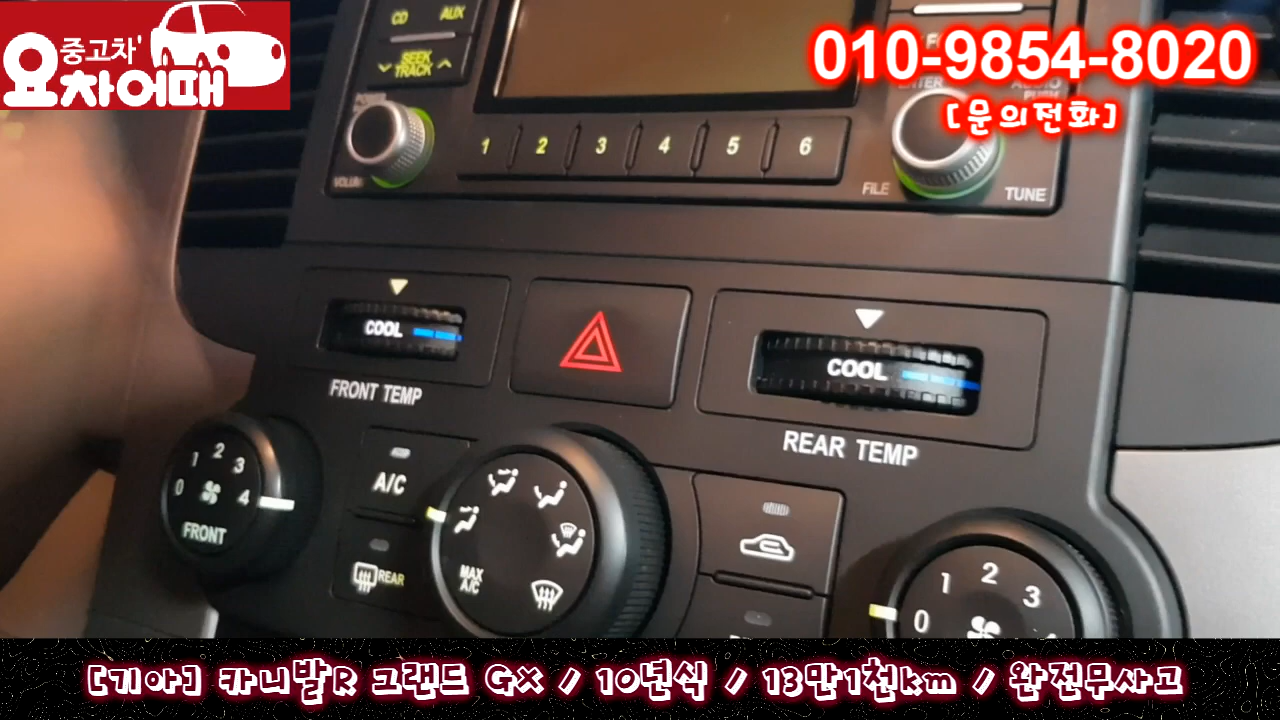 중고차'
요차어때
010-9854-8020
[문의전화]
CD
AUX
SEEK
TRACK
1 2 3 4 5 6
FILE
TUNE
COOL
COOL
FRONT TEMP
REAR TEMP
0 1 2 3 4
FRONT
A/C
REAR
MAX
A/C
0 1 2 3
[기아] 카니발R 그랜드 GX / 10년식 / 13만1천km / 완전무사고